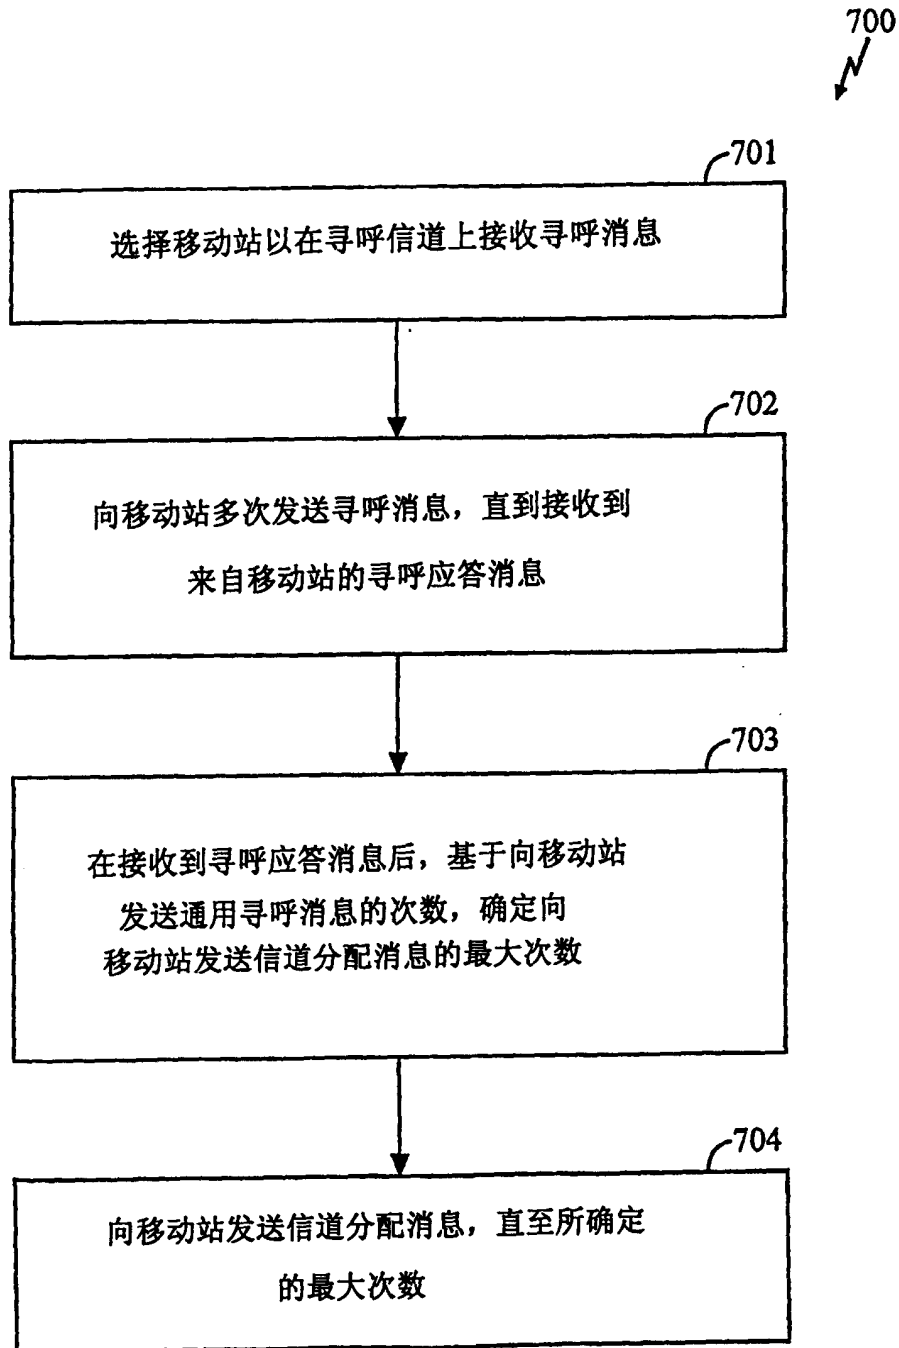 700
701
选择移动站以在寻呼信道上接收寻呼消息
702
向移动站多次发送寻呼消息，直到接收到
来自移动站的寻呼应答消息
703
在接收到寻呼应答消息后，基于向移动站
发送通用寻呼消息的次数，确定向
移动站发送信道分配消息的最大次数
704
向移动站发送信道分配消息，直至所确定
的最大次数